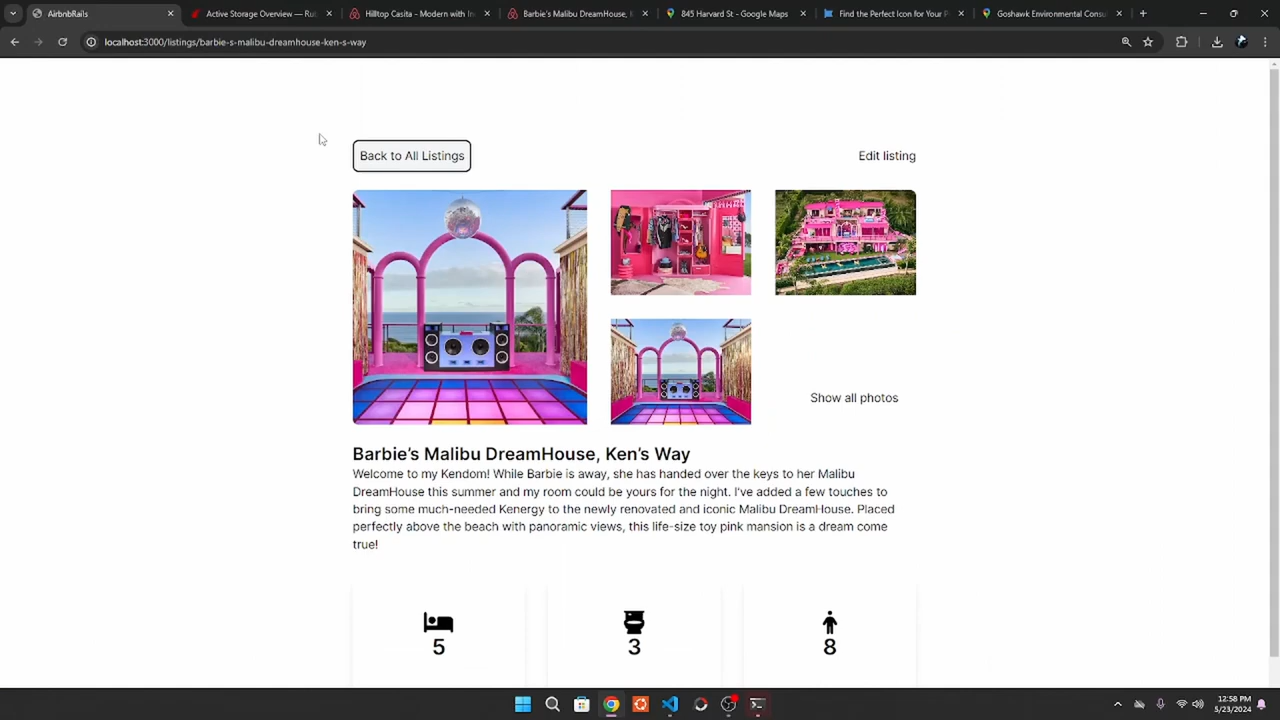 AirbnbRails
Active Storage Overview — Ru
Hilltop Casita - Modern with In
Barbie's Malibu DreamHouse, K
845 Harvard St - Google Maps
Find the Perfect Icon for Your P
Goshawk Environmental Consu
localhost:3000/listings/barbie-s-malibu-dreamhouse-ken-s-way
Back to All Listings
Edit listing
Show all photos
Barbie’s Malibu DreamHouse, Ken’s Way
Welcome to my Kendom! While Barbie is away, she has handed over the keys to her Malibu
DreamHouse this summer and my room could be yours for the night. I've added a few touches to
bring some much-needed Kenergy to the newly renovated and iconic Malibu DreamHouse. Placed
perfectly above the beach with panoramic views, this life-size toy pink mansion is a dream come
true!
5
3
8
12:58 PM
5/23/2024